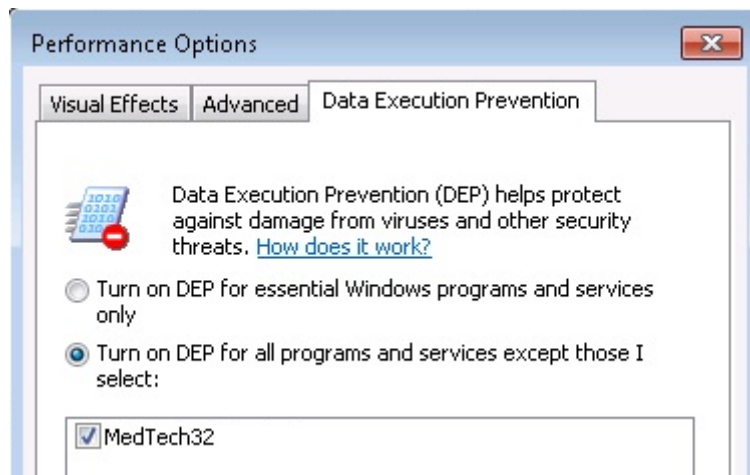 Performance Options
Visual Effects Advanced Data Execution Prevention
Data Execution Prevention (DEP) helps protect
against damage from viruses and other security
threats. How does it work?
Turn on DEP for essential Windows programs and services
only
Turn on DEP for all programs and services except those I
select:
MedTech32